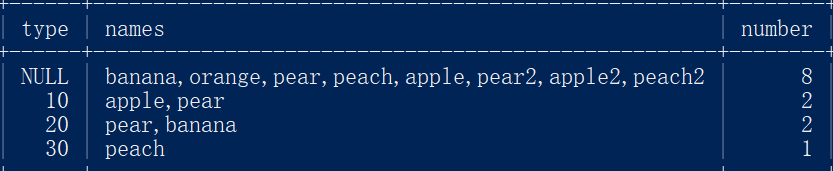 type names number
NULL banana,orange,pear,peach,apple,pear2,apple2,peach2 8
10 apple,pear 2
20 pear,banana 2
30 peach 1